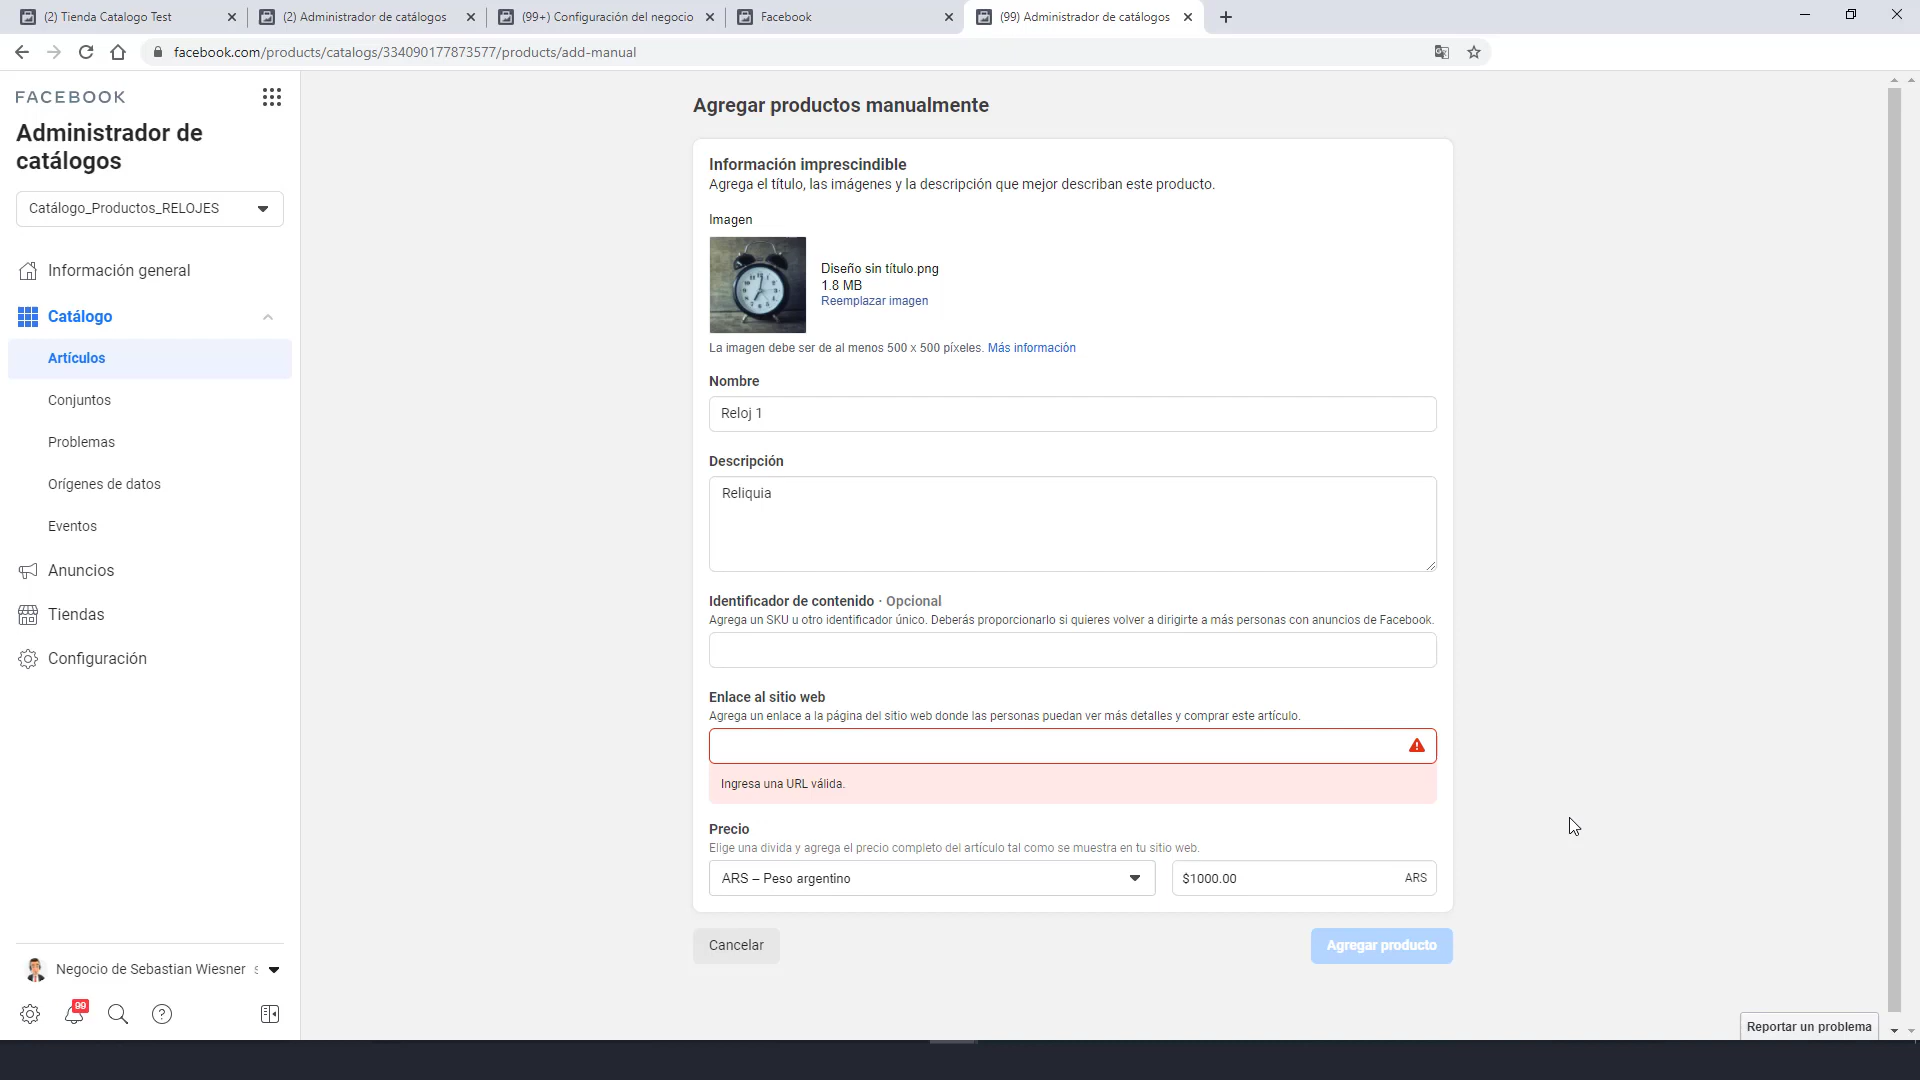 (2) Tienda Catalogo Test
(2) Administrador de catálogos
(99+) Configuración del negocio
Facebook
(99) Administrador de catálogos
facebook.com/products/catalogs/334090177873577/products/add-manual
FACEBOOK
Administrador de
catálogos
Catálogo_Productos_RELOJES
Información general
Catálogo
Artículos
Conjuntos
Problemas
Orígenes de datos
Eventos
Anuncios
Tiendas
Configuración
Negocio de Sebastian Wiesner s
99
Agregar productos manualmente
Información imprescindible
Agrega el título, las imágenes y la descripción que mejor describan este producto.
Imagen
Diseño sin título.png
1.8 MB
Reemplazar imagen
La imagen debe ser de al menos 500 x 500 píxeles. Más información
Nombre
Reloj 1
Descripción
Reliquia
Identificador de contenido · Opcional
Agrega un SKU u otro identificador único. Deberás proporcionarlo si quieres volver a dirigirte a más personas con anuncios de Facebook.
Enlace al sitio web
Agrega un enlace a la página del sitio web donde las personas puedan ver más detalles y comprar este artículo.
Ingresa una URL válida.
Precio
Elige una divida y agrega el precio completo del artículo tal como se muestra en tu sitio web.
ARS – Peso argentino
$1000.00 ARS
Cancelar
Agregar producto
Reportar un problema